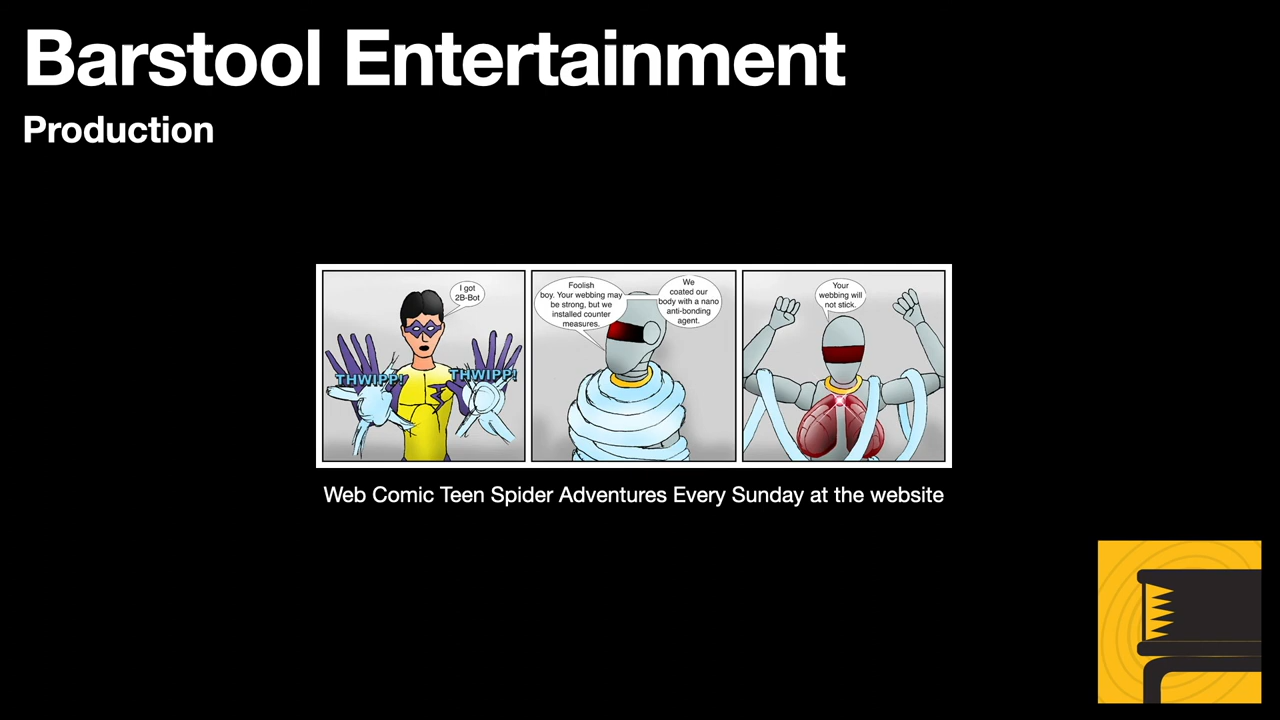 Barstool Entertainment
Production
I got
2B-Bot
THWIPP!
THWIPP!
Foolish
boy. Your webbing may
be strong, but we
installed counter
measures.
We
coated our
body with a nano
anti-bonding
agent.
Your
webbing will
not stick.
Web Comic Teen Spider Adventures Every Sunday at the website